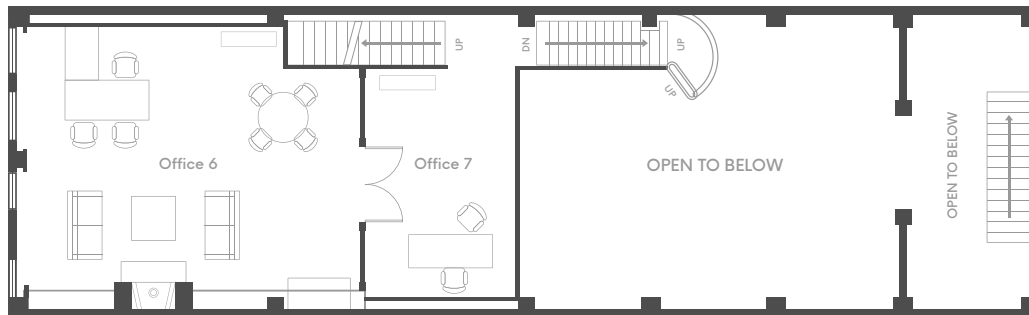 UP
DN
UP
UP
Office 6
Office 7
OPEN TO BELOW
OPEN TO BELOW